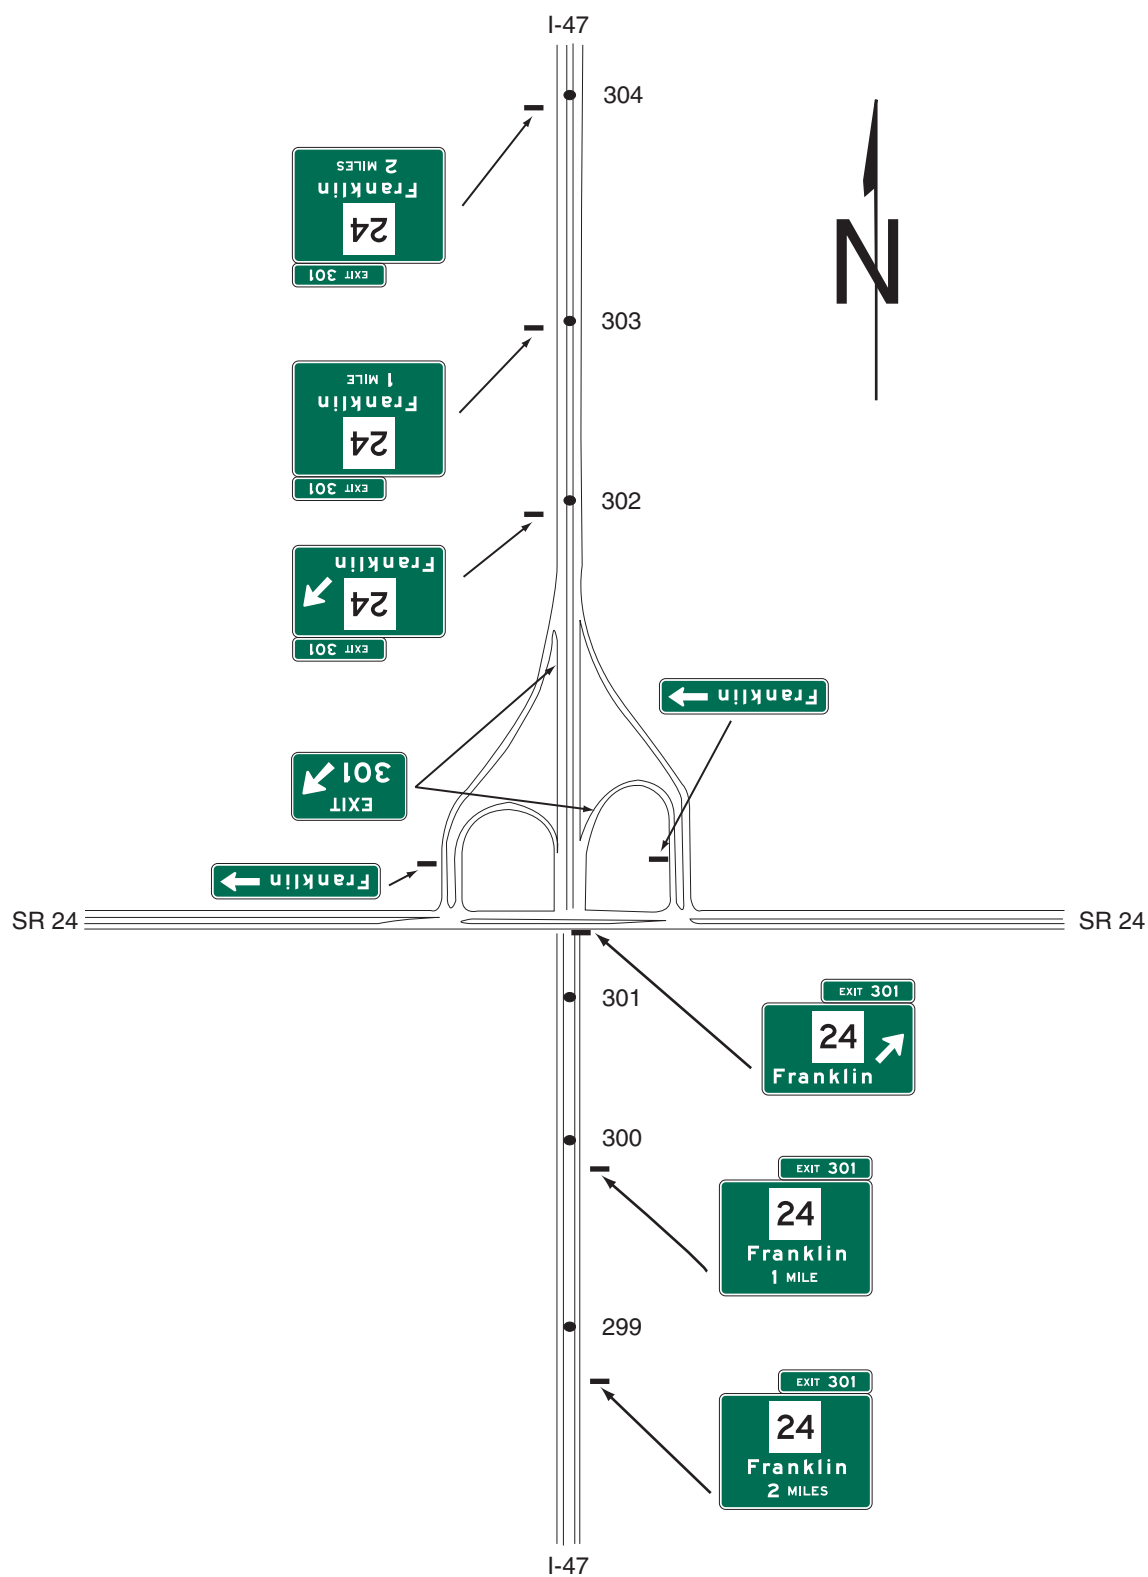 I-47
304
2 MILES
Franklin
24
EXIT 301
N
303
1 MILE
Franklin
24
EXIT 301
302
Franklin
24
EXIT 301
Franklin
301
EXIT
Franklin
SR 24
SR 24
301
EXIT 301
24
Franklin
300
EXIT 301
24
Franklin
1 MILE
299
EXIT 301
24
Franklin
2 MILES
I-47